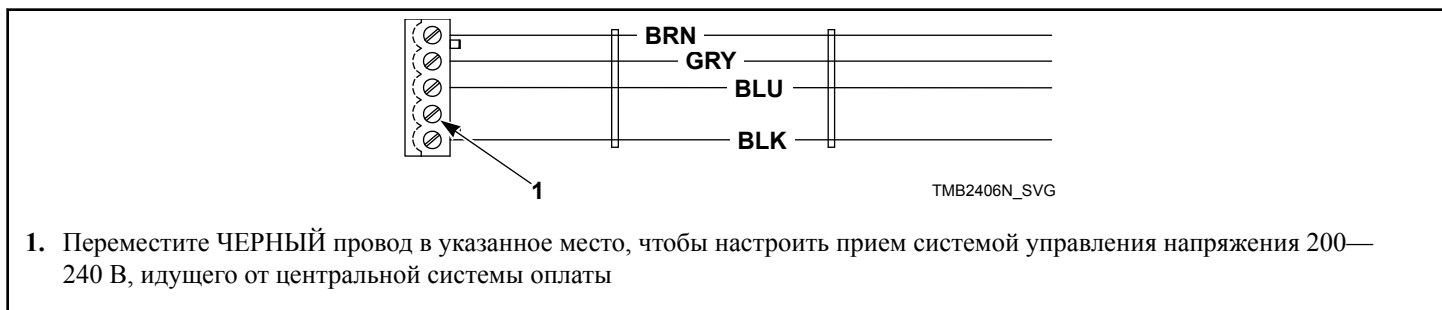 BRN
GRY
BLU
BLK
1
TMB2406N_SVG
1. Переместите ЧЕРНЫЙ провод в указанное место, чтобы настроить прием системой управления напряжения 200—
240 В, идущего от центральной системы оплаты